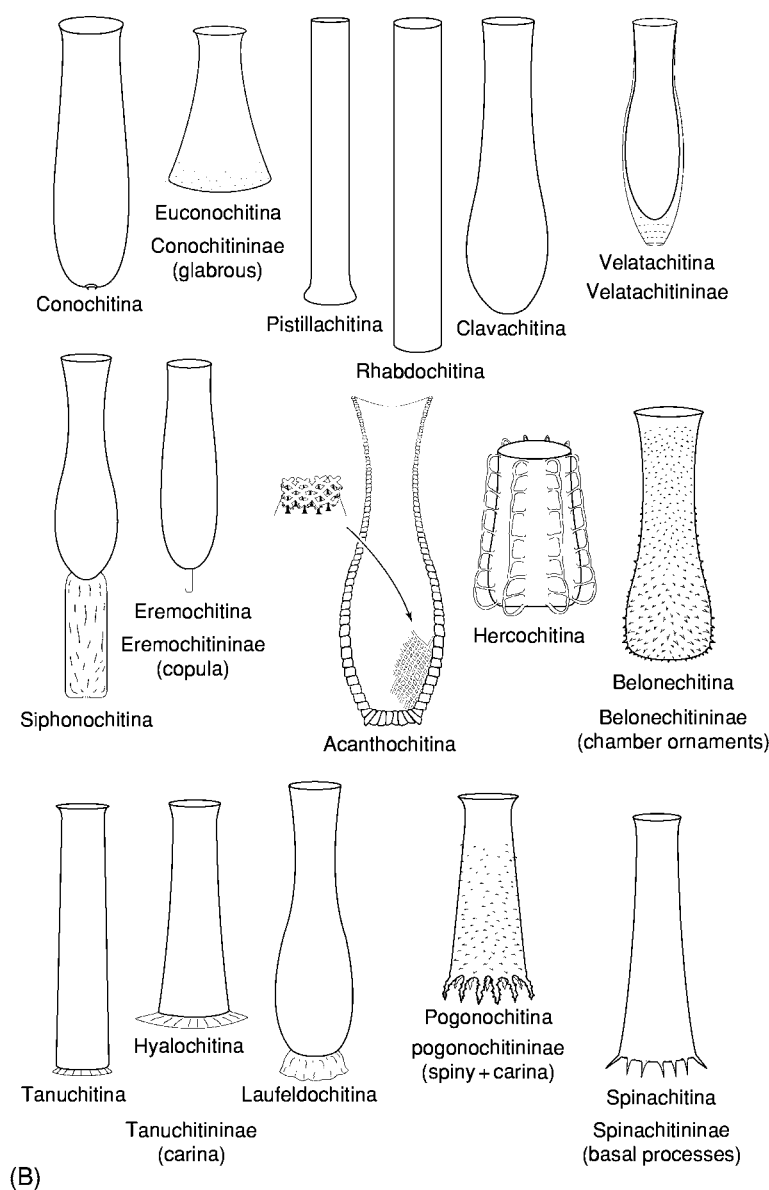 Euconochitina
Conochitininae
(glabrous)
Conochitina
Pistillachitina
Rhabdochitina
Clavachitina
Velatachitina
Velatachitininae
Siphonochitina
Eremochitina
Eremochitininae
(copula)
Acanthochitina
Hercochitina
Belonechitina
Belonechitininae
(chamber ornaments)
Tanuchitina
Hyalochitina
Laufeldochitina
Tanuchitininae
(carina)
Pogonochitina
pogonochitininae
(spiny + carina)
Spinachitina
Spinachitininae
(basal processes)
(B)